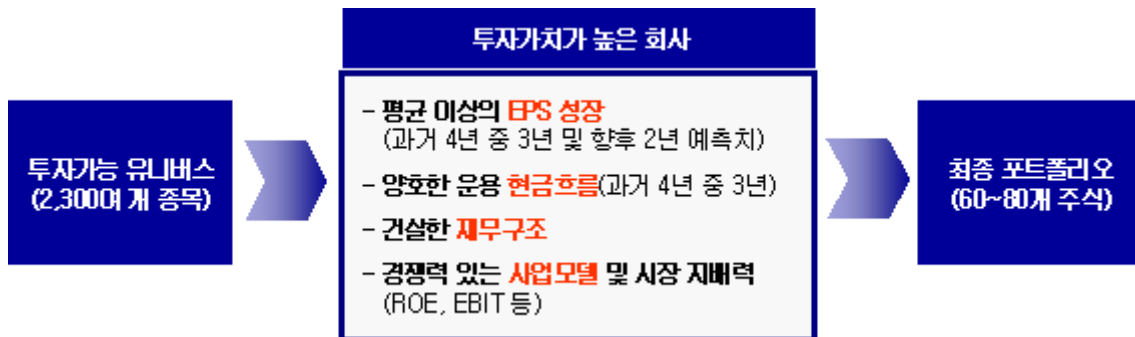 투자가능 유니버스
(2,300여 개 종목)
투자가치가 높은 회사
– 평균 이상의 EPS 성장
(과거 4년 중 3년 및 향후 2년 예측치)
– 양호한 운용 현금흐름(과거 4년 중 3년)
– 건실한 재무구조
– 경쟁력 있는 사업모델 및 시장 지배력
(ROE, EBIT 등)
최종 포트폴리오
(60~80개 주식)